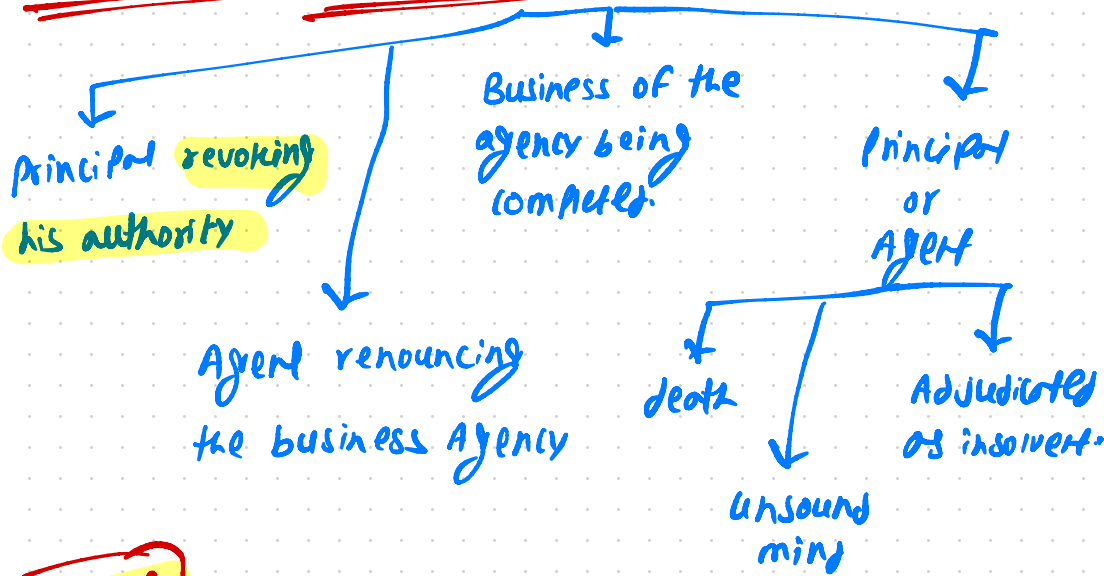 principal revoking
his authority
Agent renouncing
the business Agency
Business of the
agency being
completed.
Principal
or
Agent
death
unsound
mind
Adjudicated
as insolvent.